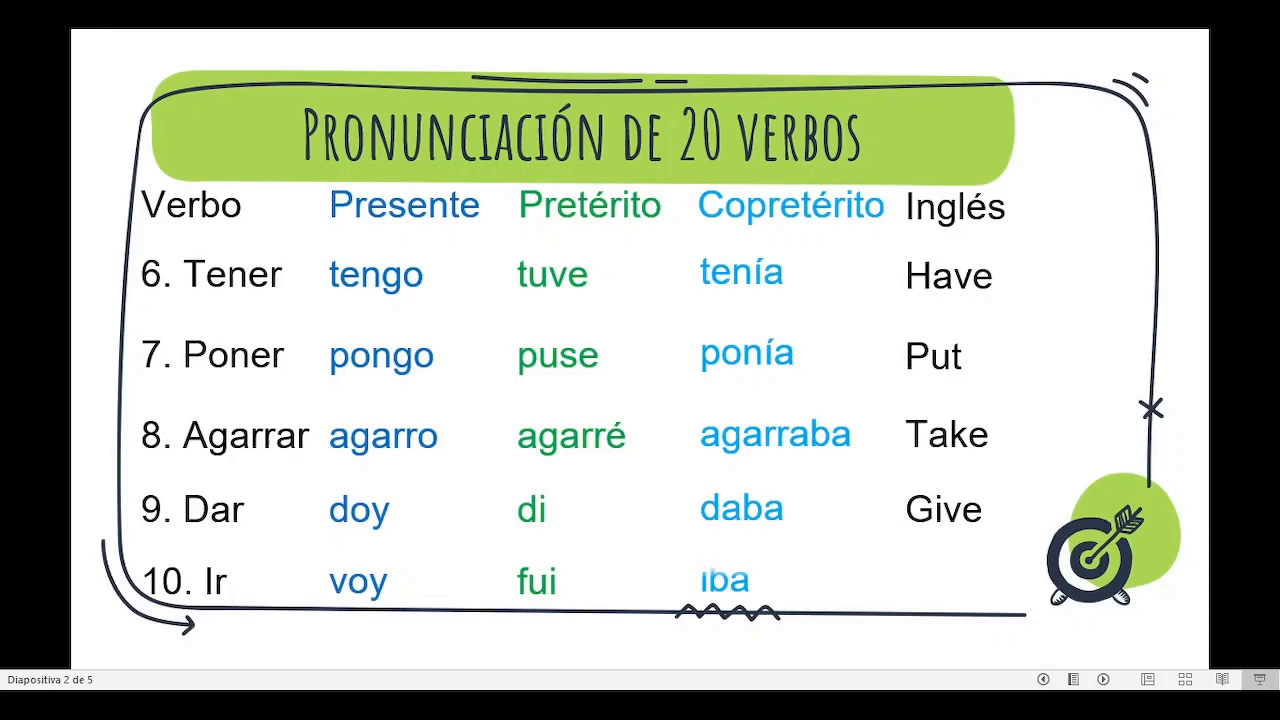 PRONUNCIACIÓN DE 20 VERBOS
Verbo Presente Pretérito Copretérito Inglés
6. Tener tengo tuve tenía Have
7. Poner pongo puse ponía Put
8. Agarrar agarro agarré agarraba Take
9. Dar doy di daba Give
10. Ir voy fui iba
Diapositiva 2 de 5